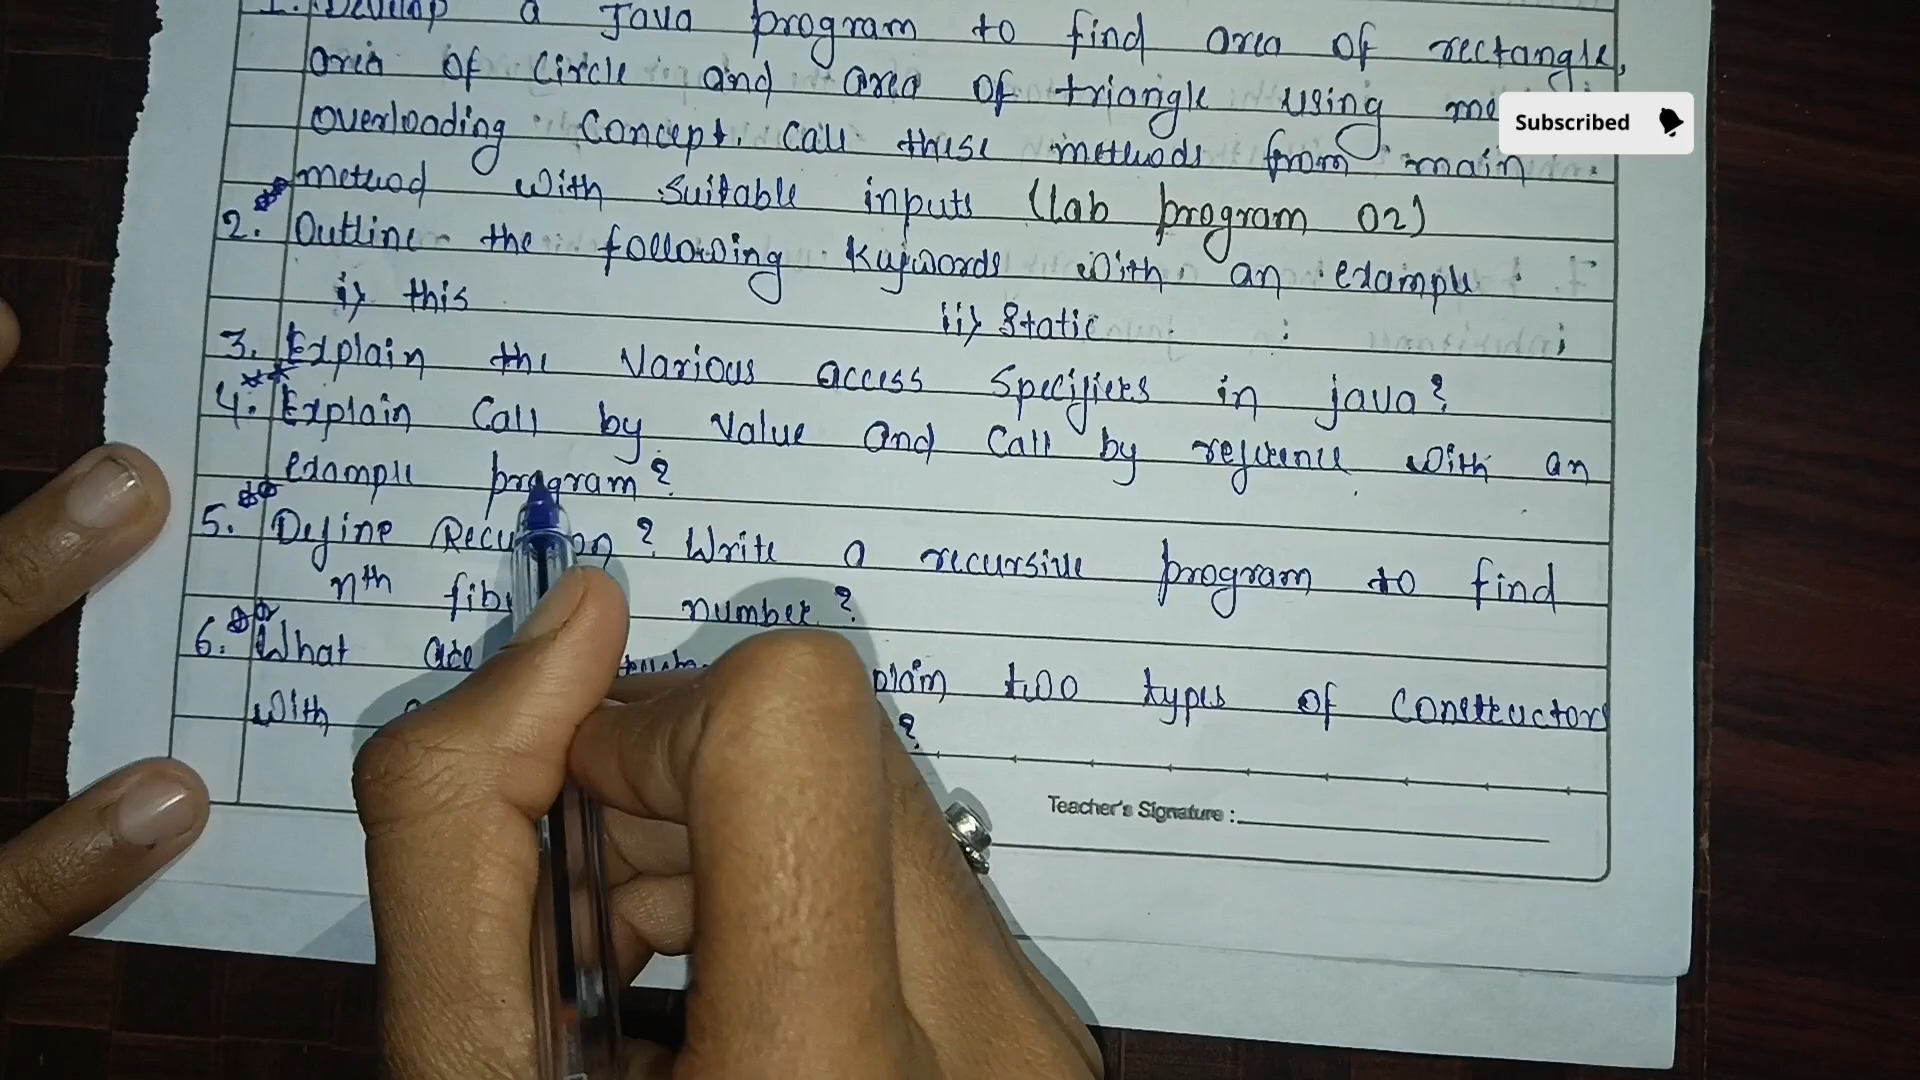 1. Develop a Java program to find area of rectangle,
area of circle and area of triangle using
overloading concept. Call these methods from main
method with suitable inputs (lab program 02)
2. Outline the following keywords with an example
i) this ii) Static
3. Explain the Various access Specifiers in java?
4. Explain Call by Value and Call by reference with an
example program?
5. Define Recursion? Write a recursive program to find
nth number?
6. What are two types of Constructors
with ?
Teacher's Signature :
Subscribed